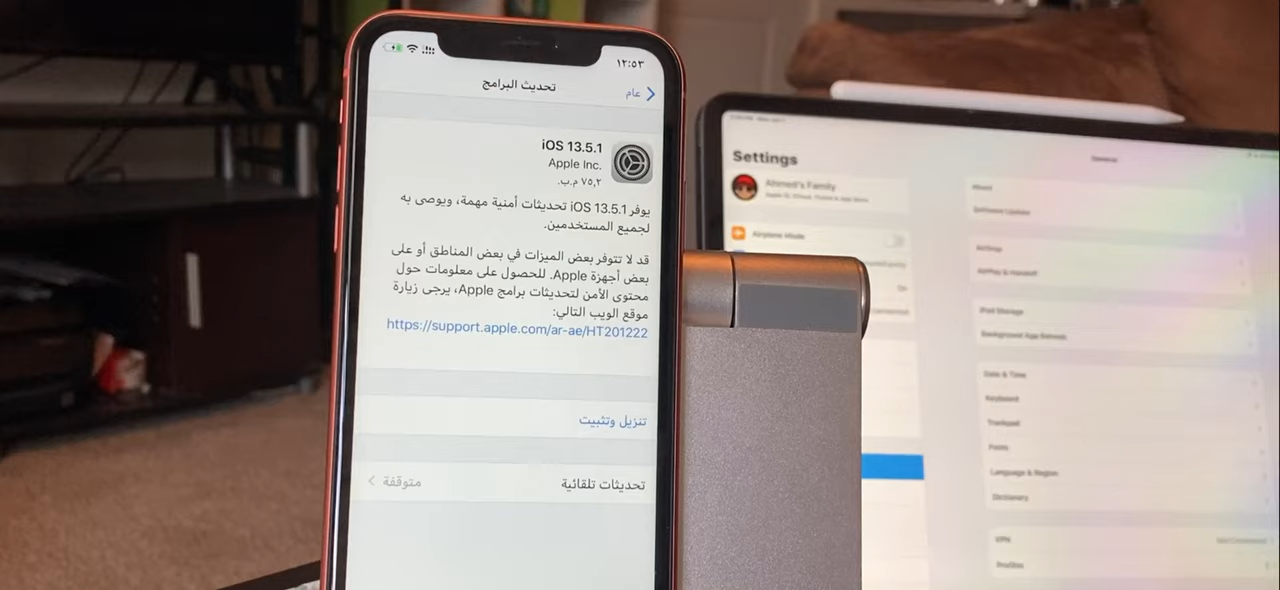 ١٢:٥٣
عام
تحديث البرامج
iOS 13.5.1
Apple Inc.
٧٥٫٢ م.ب.
يوفر iOS 13.5.1 تحديثات أمنية مهمة، ويوصى به
لجميع المستخدمين.
قد لا تتوفر بعض الميزات في بعض المناطق أو على
بعض أجهزة Apple. للحصول على معلومات حول
محتوى الأمن لتحديثات برامج Apple، يرجى زيارة
موقع الويب التالي:
https://support.apple.com/ar-ae/HT201222
تنزيل وتثبيت
تحديثات تلقائية
متوقفة
Settings
Ahmed's Family
Airplane Mode
General
About
Software Update
AirDrop
AirPlay & Handoff
iPad Storage
Background App Refresh
Date & Time
Keyboard
Trackpad
Fonts
Language & Region
Dictionary
VPN
Not Connected
Profiles